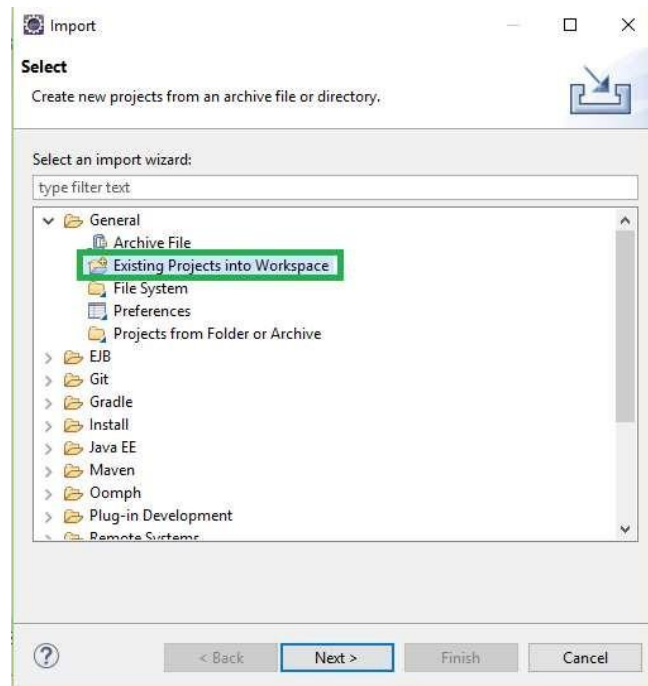 Import
Select
Create new projects from an archive file or directory.
Select an import wizard:
type filter text
General
Archive File
Existing Projects into Workspace
File System
Preferences
Projects from Folder or Archive
EJB
Git
Gradle
Install
Java EE
Maven
Oomph
Plug-in Development
Remote Systems
? < Back Next > Finish Cancel